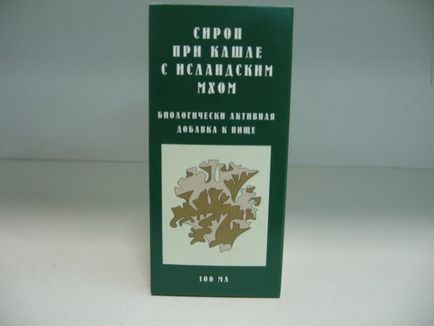 СИРОП
ПРИ КАШЛЕ
С ИСЛАНДСКИМ
МХОМ
БИОЛОГИЧЕСКИ АКТИВНАЯ
ДОБАВКА К ПИЩЕ
100 МЛ